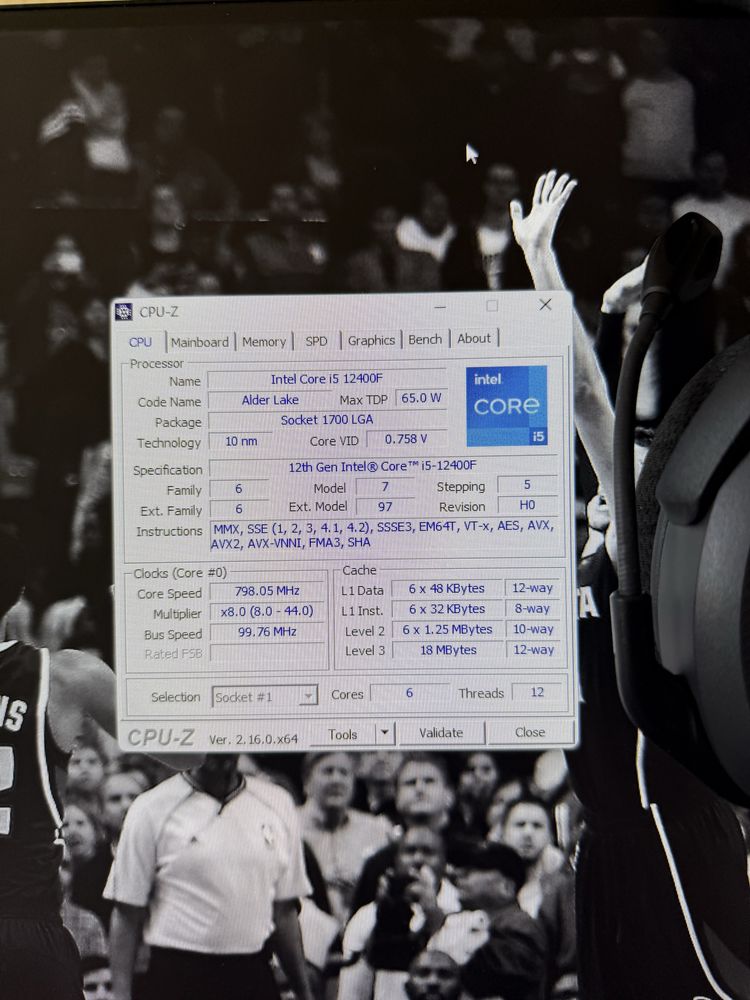 CPU-Z
CPU Mainboard Memory SPD Graphics Bench About
Processor
Name Intel Core i5 12400F
Code Name Alder Lake Max TDP 65.0 W
Package Socket 1700 LGA
Technology 10 nm Core VID 0.758 V
intel
CORE
i5
Specification 12th Gen Intel® Core™ i5-12400F
Family 6 Model 7 Stepping 5
Ext. Family 6 Ext. Model 97 Revision H0
Instructions MMX, SSE (1, 2, 3, 4.1, 4.2), SSSE3, EM64T, VT-x, AES, AVX,
AVX2, AVX-VNNI, FMA3, SHA
Clocks (Core #0)
Core Speed 798.05 MHz
Multiplier x8.0 (8.0 - 44.0)
Bus Speed 99.76 MHz
Rated FSB
Cache
L1 Data 6 x 48 KBytes 12-way
L1 Inst. 6 x 32 KBytes 8-way
Level 2 6 x 1.25 MBytes 10-way
Level 3 18 MBytes 12-way
Selection Socket #1 Cores 6 Threads 12
CPU-Z Ver. 2.16.0.x64 Tools Validate Close